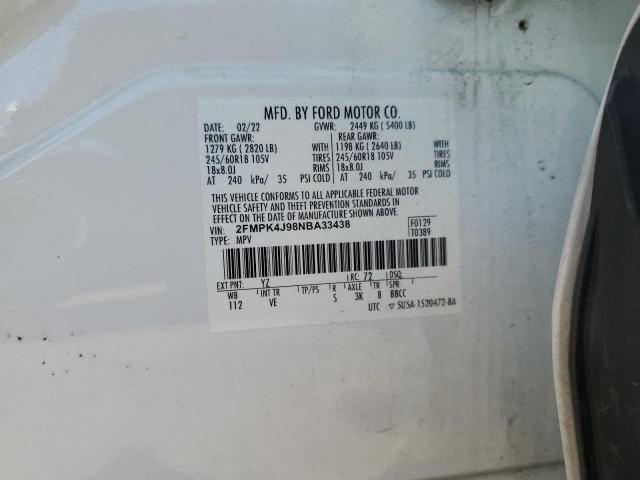 MFD. BY FORD MOTOR CO.
DATE: 02/22 GVWR: 2449 KG ( 5400 LB)
FRONT GAWR: REAR GAWR:
1279 KG ( 2820 LB) WITH 1198 KG ( 2640 LB) WITH
245/60R18 105V TIRES 245/60R18 105V TIRES
18x8.0J RIMS 18x8.0J RIMS
AT 240 kPa/ 35 PSI COLD AT 240 kPa/ 35 PSI COLD
THIS VEHICLE CONFORMS TO ALL APPLICABLE FEDERAL MOTOR
VEHICLE SAFETY AND THEFT PREVENTION STANDARDS IN
EFFECT ON THE DATE OF MANUFACTURE SHOWN ABOVE.
VIN: 2FMPK4J98NBA33438 F0129
TYPE: MPV T0389
EXT PNT: YZ RC: 72 DSO:
WB INT TR TP/PS R AXLE TR SPR
112 VE S 3K B BBCC
UTC ▽ 5U5A-1520472-BA